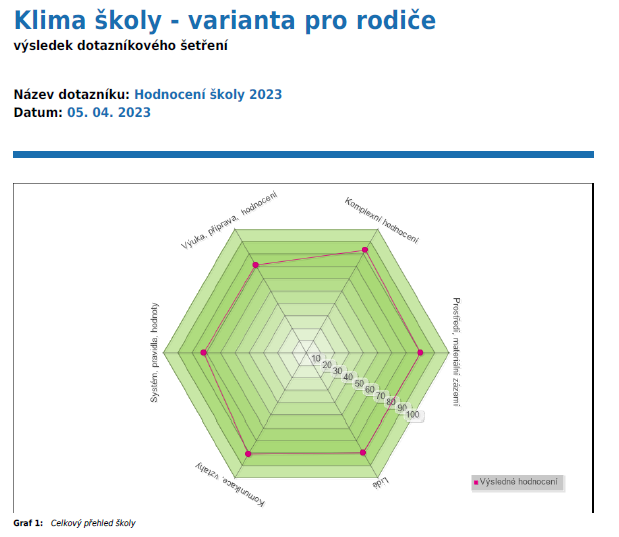 Klima školy - varianta pro rodiče
výsledek dotazníkového šetření
Název dotazníku: Hodnocení školy 2023
Datum: 05. 04. 2023
Výuka, příprava, hodnocení
Komplexní hodnocení
Systém, pravidla, hodnoty
Prostředí, materiální zázemí
10
20
30
40
50
60
70
80
90
100
Komunikace, vztahy
Lidé
Výsledné hodnocení
Graf 1: Celkový přehled školy